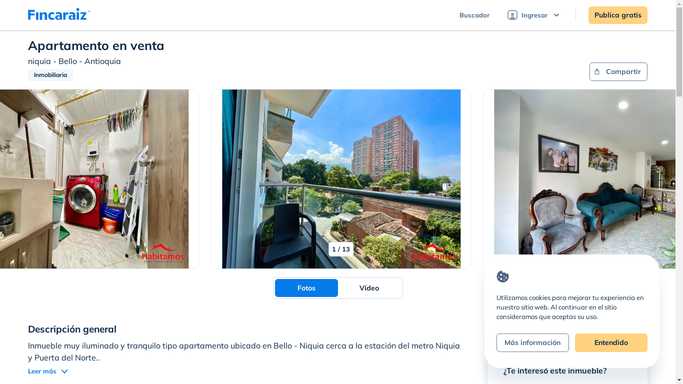 Fincaraiz
Buscador
Ingresar
Publica gratis
Apartamento en venta
niquia - Bello - Antioquia
Inmobiliaria
Compartir
Habitamos
1 / 13
Fotos
Video
Descripción general
Inmueble muy iluminado y tranquilo tipo apartamento ubicado en Bello - Niquia cerca a la estación del metro Niquia
y Puerta del Norte..
Leer más
Utilizamos cookies para mejorar tu experiencia en
nuestro sitio web. Al continuar en el sitio
consideramos que aceptas su uso.
Más información
Entendido
¿Te interesó este inmueble?